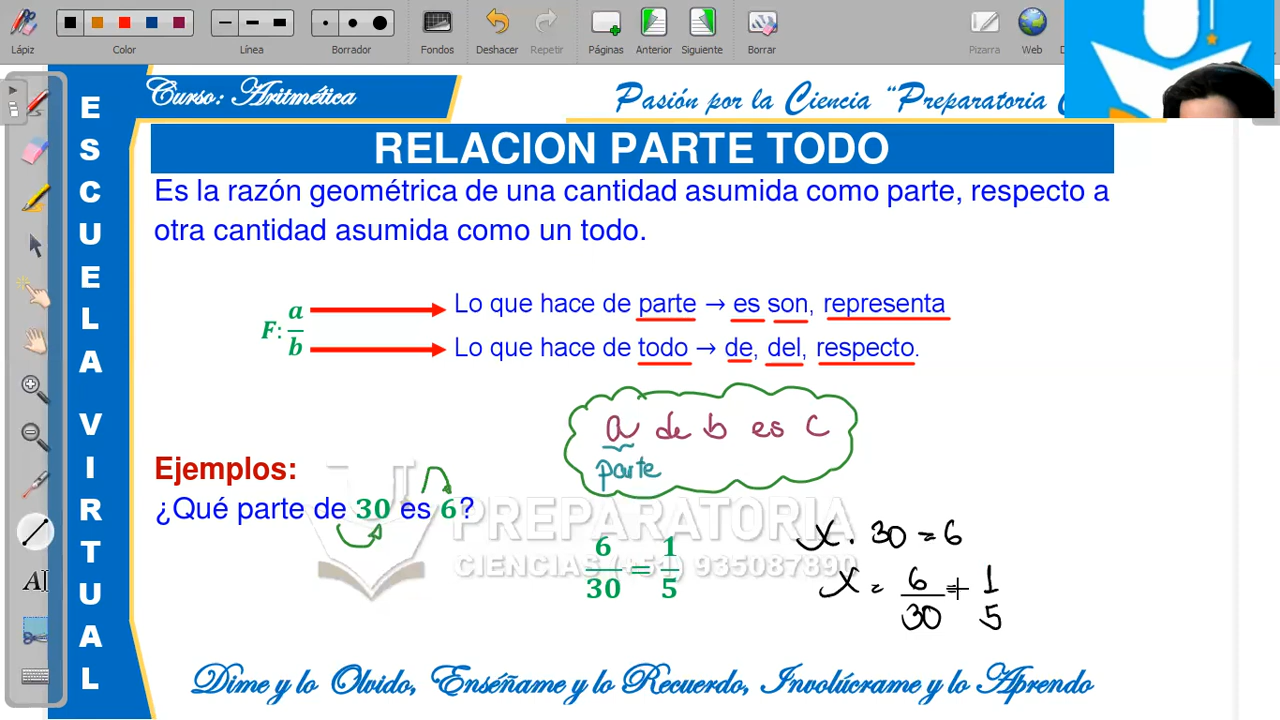 Lápiz Color Línea Borrador Fondos Deshacer Repetir Páginas Anterior Siguiente Borrar Pizarra Web
Curso: Aritmética
Pasión por la Ciencia “Preparatoria
ESCUELA VIRTUAL
RELACION PARTE TODO
Es la razón geométrica de una cantidad asumida como parte, respecto a
otra cantidad asumida como un todo.
F: a/b
Lo que hace de parte → es son, representa
Lo que hace de todo → de, del, respecto.
a de b es c
parte
Ejemplos:
¿Qué parte de 30 es 6?
PREPARATORIA
CIENCIAS (+51) 935087890
6/30 = 1/5
x . 30 = 6
x = 6/30 = 1/5
AI
Dime y lo Olvido, Enséñame y lo Recuerdo, Involúcrame y lo Aprendo